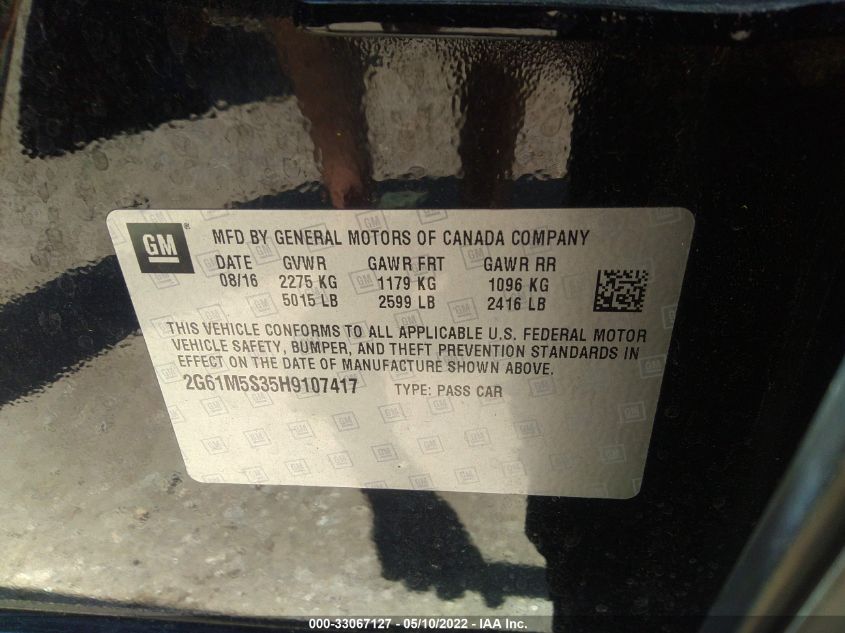 GM ® MFD BY GENERAL MOTORS OF CANADA COMPANY
DATE GVWR GAWR FRT GAWR RR
08/16 2275 KG 1179 KG 1096 KG
5015 LB 2599 LB 2416 LB
THIS VEHICLE CONFORMS TO ALL APPLICABLE U.S. FEDERAL MOTOR
VEHICLE SAFETY, BUMPER, AND THEFT PREVENTION STANDARDS IN
EFFECT ON THE DATE OF MANUFACTURE SHOWN ABOVE.
2G61M5S35H9107417 TYPE: PASS CAR
000-33067127 - 05/10/2022 - IAA Inc.